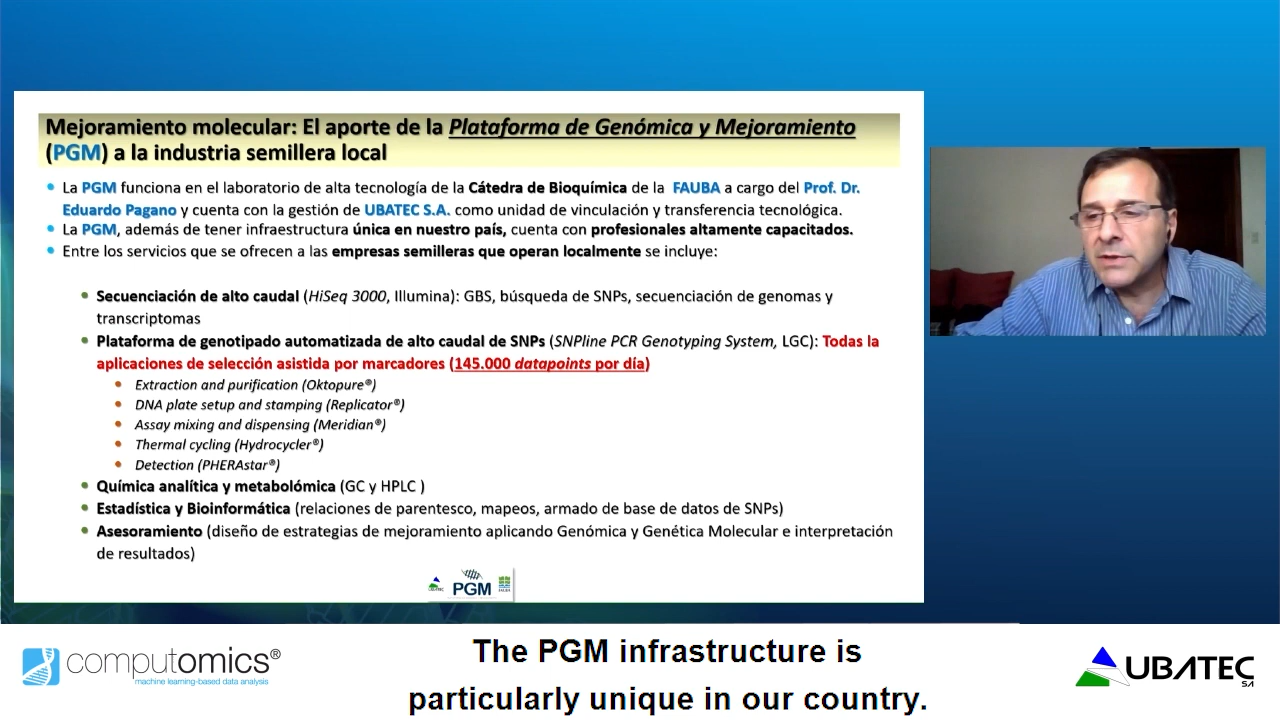 Mejoramiento molecular: El aporte de la Plataforma de Genómica y Mejoramiento
(PGM) a la industria semillera local
La PGM funciona en el laboratorio de alta tecnología de la Cátedra de Bioquímica de la FAUBA a cargo del Prof. Dr.
Eduardo Pagano y cuenta con la gestión de UBATEC S.A. como unidad de vinculación y transferencia tecnológica.
La PGM, además de tener infraestructura única en nuestro país, cuenta con profesionales altamente capacitados.
Entre los servicios que se ofrecen a las empresas semilleras que operan localmente se incluye:
Secuenciación de alto caudal (HiSeq 3000, Illumina): GBS, búsqueda de SNPs, secuenciación de genomas y
transcriptomas
Plataforma de genotipado automatizada de alto caudal de SNPs (SNPline PCR Genotyping System, LGC): Todas la
aplicaciones de selección asistida por marcadores (145.000 datapoints por día)
Extraction and purification (Oktopure®)
DNA plate setup and stamping (Replicator®)
Assay mixing and dispensing (Meridian®)
Thermal cycling (Hydrocycler®)
Detection (PHERAstar®)
Química analítica y metabolómica (GC y HPLC )
Estadística y Bioinformática (relaciones de parentesco, mapeos, armado de base de datos de SNPs)
Asesoramiento (diseño de estrategias de mejoramiento aplicando Genómica y Genética Molecular e interpretación
de resultados)
UBATEC PGM
computomics®
machine learning-based data analysis
The PGM infrastructure is
particularly unique in our country.
UBATEC
SA